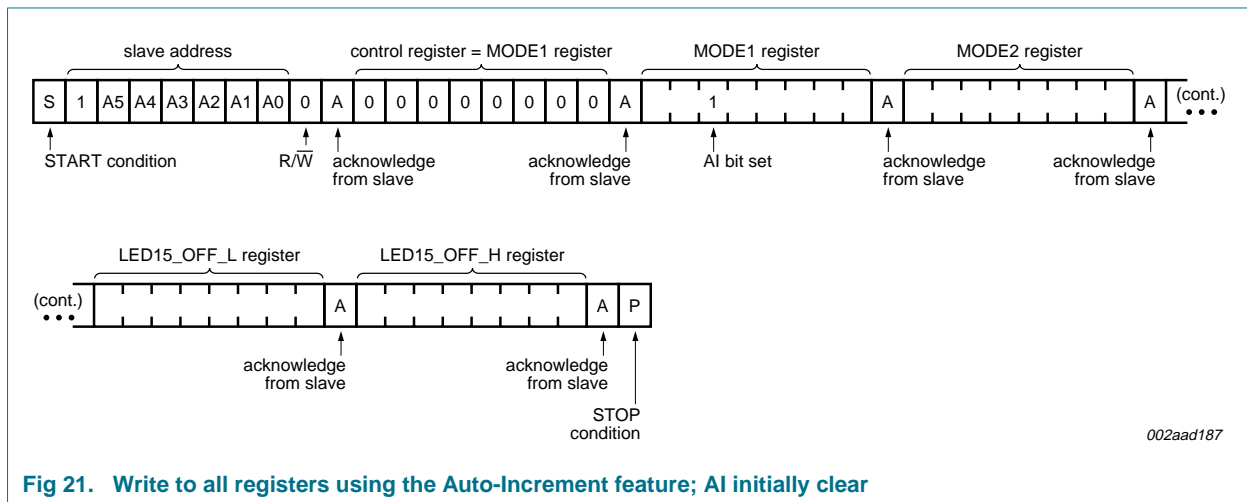 slave address control register = MODE1 register MODE1 register MODE2 register
S 1 A5 A4 A3 A2 A1 A0 0 A 0 0 0 0 0 0 0 0 A 1 A A (cont.)
START condition R/W̅ acknowledge from slave acknowledge from slave AI bit set acknowledge from slave acknowledge from slave
LED15_OFF_L register LED15_OFF_H register
(cont.) A A P
acknowledge from slave acknowledge from slave
STOP condition
002aad187
Fig 21. Write to all registers using the Auto-Increment feature; AI initially clear